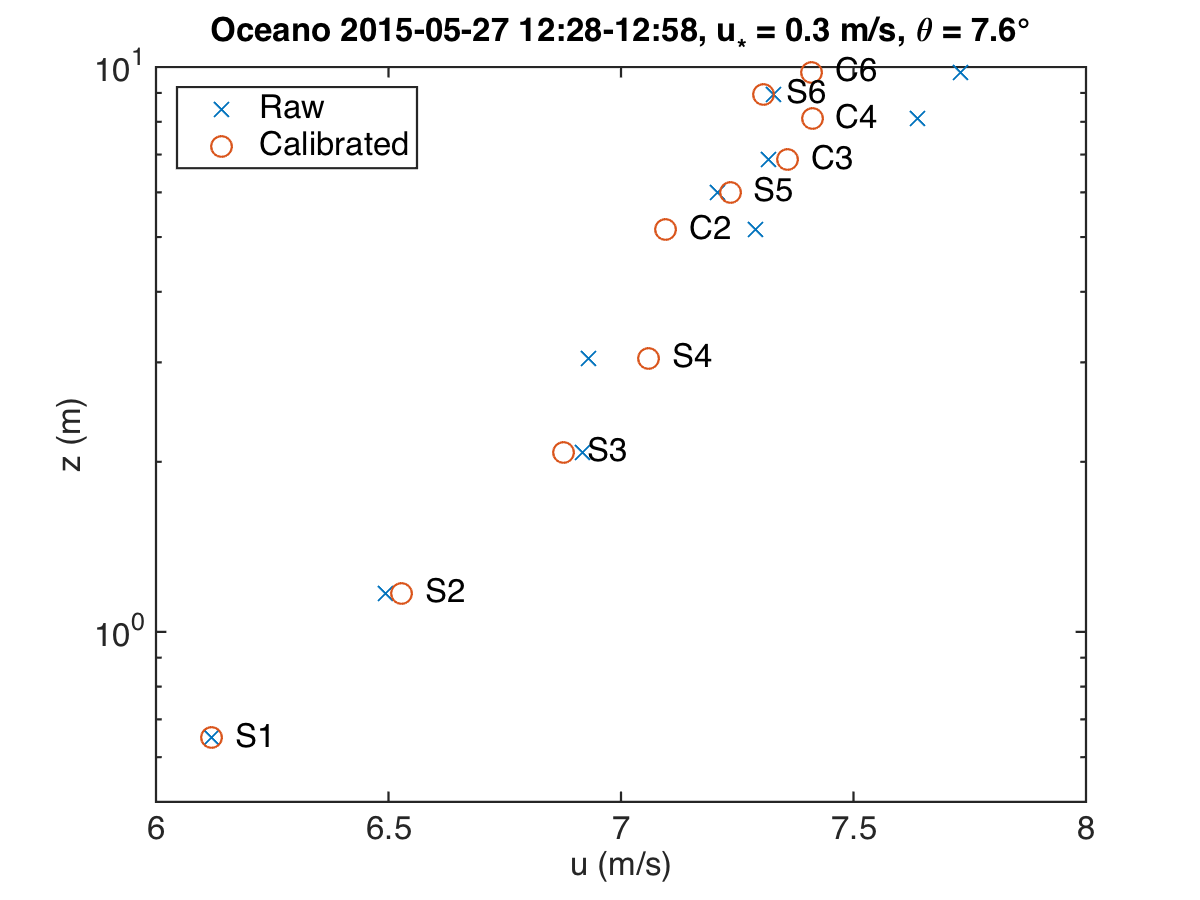 Oceano 2015-05-27 12:28-12:58, u* = 0.3 m/s, θ = 7.6°
10^1
Raw
Calibrated
C6
S6
C4
C3
S5
C2
S4
S3
z (m)
S2
10^0
S1
6 6.5 7 7.5 8
u (m/s)